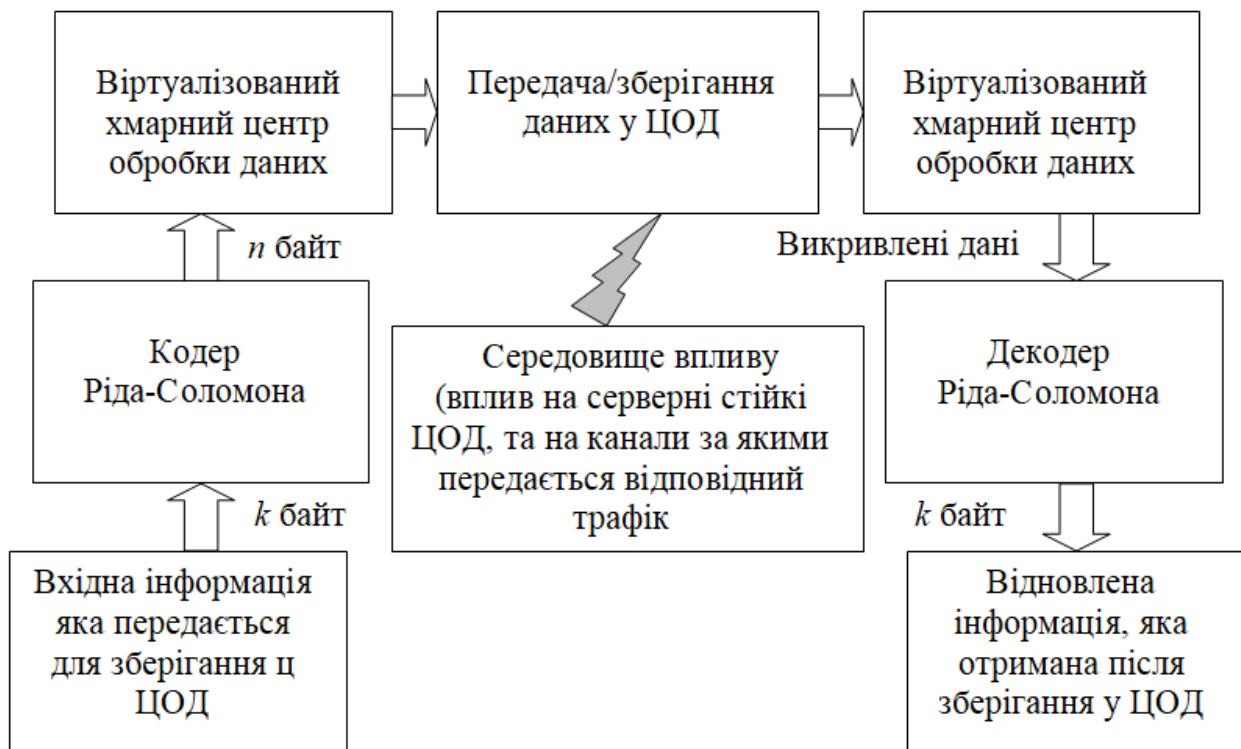 Віртуалізований
хмарний центр
обробки даних
Передача/зберігання
даних у ЦОД
Віртуалізований
хмарний центр
обробки даних
n байт
Викривлені дані
Кодер
Ріда-Соломона
Середовище впливу
(вплив на серверні стійкі
ЦОД, та на канали за якими
передається відповідний
трафік
Декодер
Ріда-Соломона
k байт
k байт
Вхідна інформація
яка передається
для зберігання ц
ЦОД
Відновлена
інформація, яка
отримана після
зберігання у ЦОД